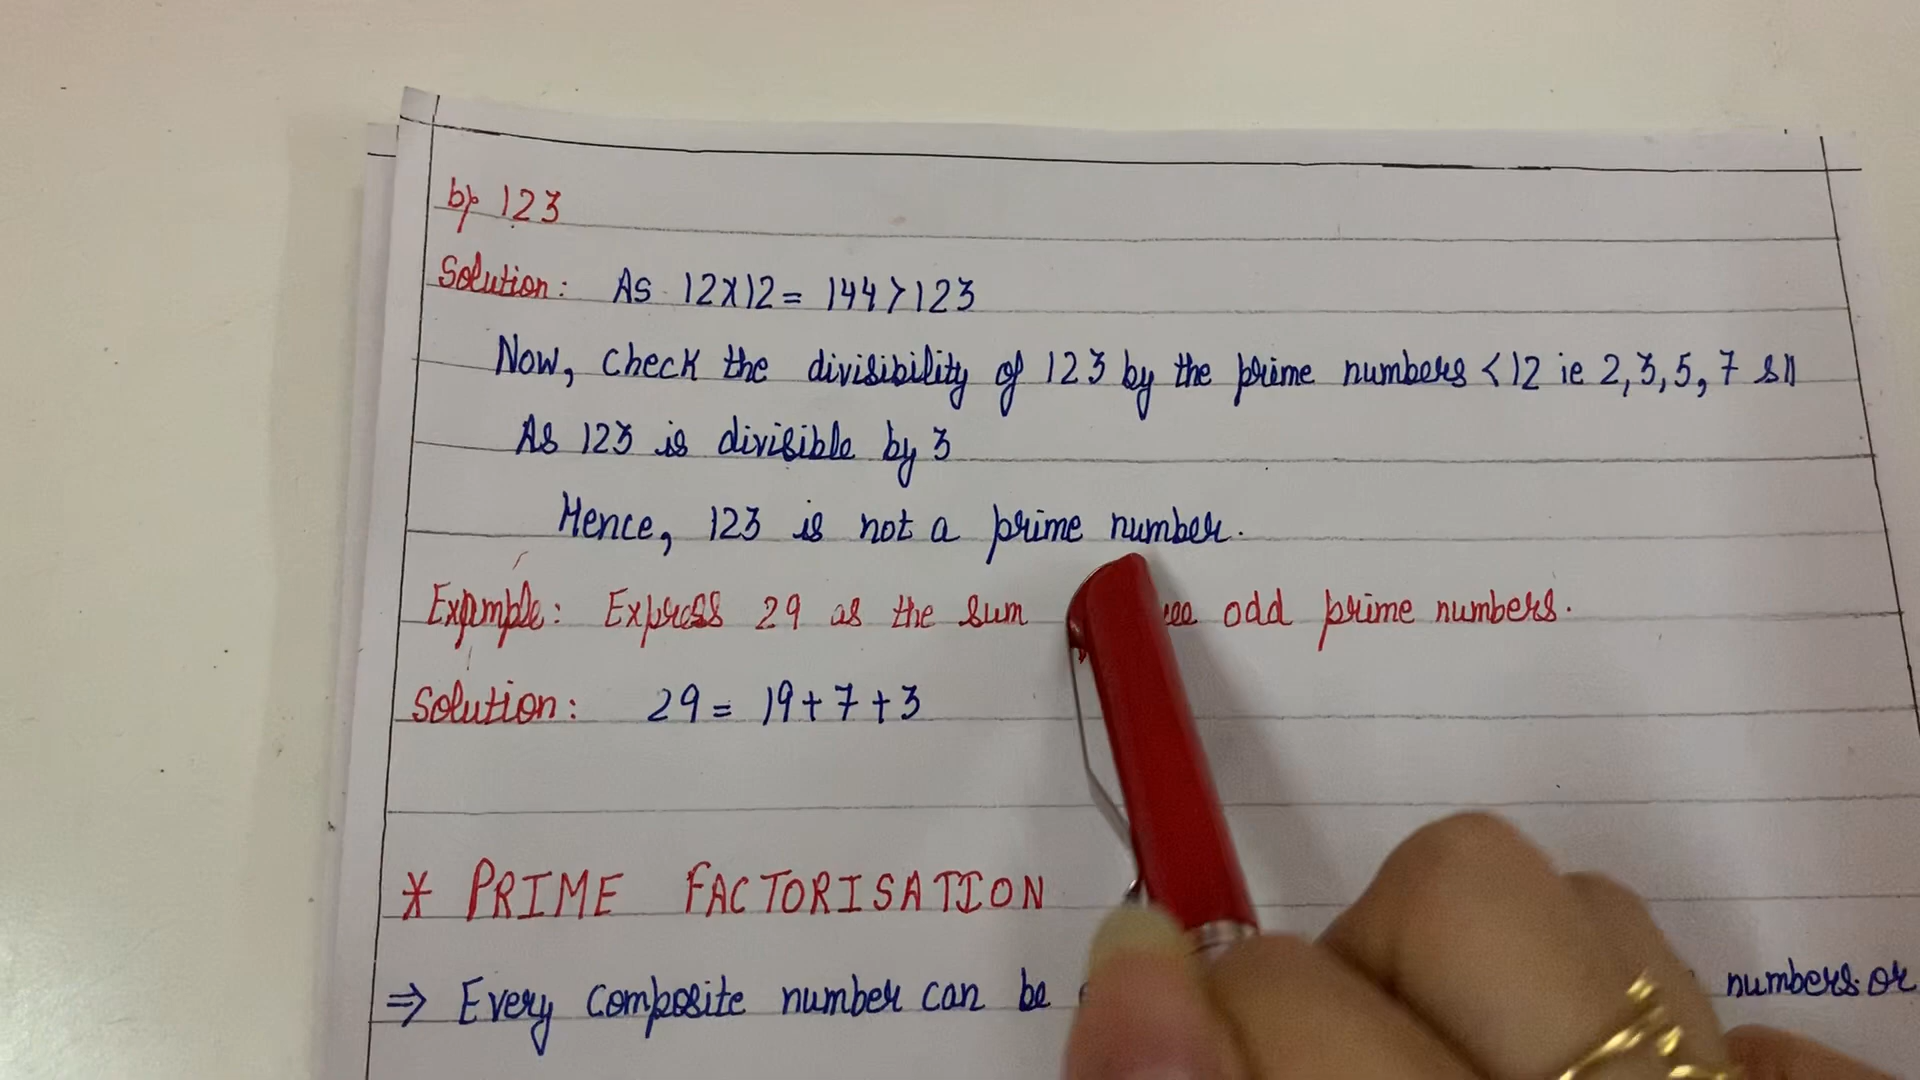 b) 123
Solution: As 12x12 = 144 > 123
Now, check the divisibility of 123 by the prime numbers < 12 ie 2, 3, 5, 7 & 11
As 123 is divisible by 3
Hence, 123 is not a prime number.
Example: Express 29 as the sum odd prime numbers.
Solution: 29 = 19 + 7 + 3
* PRIME FACTORISATION
⇒ Every composite number can be numbers or